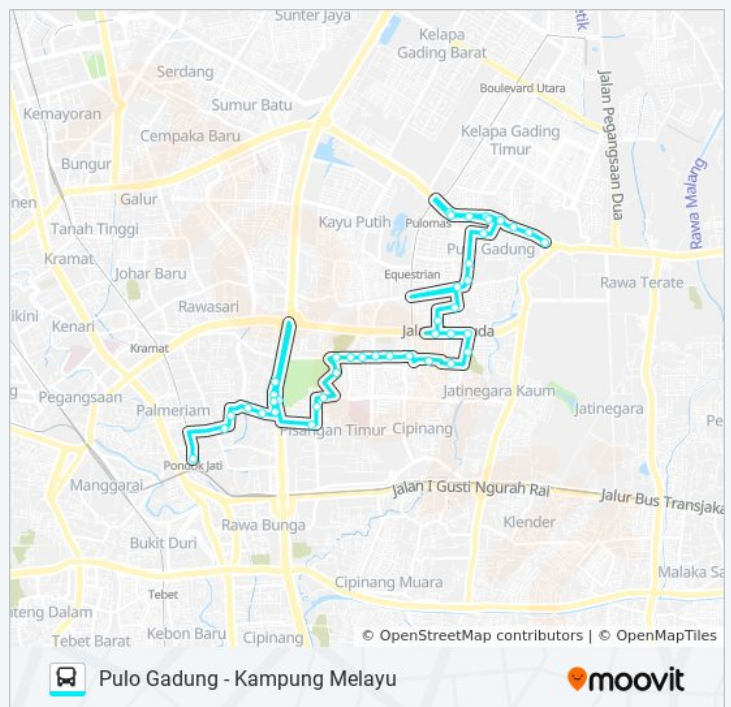 Sunter Jaya
Kelapa
Gading Barat
Boulevard Utara
Serdang
Sumur Batu
Kemayoran
Cempaka Baru
Kelapa Gading
Timur
Jalan Pegangsaan Dua
Rawa Malang
Bungur
Galur
Kayu Putih
Pulomas
Tanah Tinggi
Kramat
Gadung
Equestrian
Johar Baru
Rawa Terate
Rawasari
Kenari
Kramat
Pegangsaan
Palmeriam
Jatinegara Kaum
Jatinegara
Pisangan Timur
Cipinang
Pondok Jati
Manggarai
Jalan I Gusti Ngurah Rai
Jalur Bus Transjaka
Rawa Bunga
Klender
Bukit Duri
Cipinang Muara
Malaka Sa
Tebet
nteng Dalam
Tebet Barat
Kebon Baru
Cipinang
© OpenStreetMap contributors | © OpenMapTiles
Pulo Gadung - Kampung Melayu
moovit